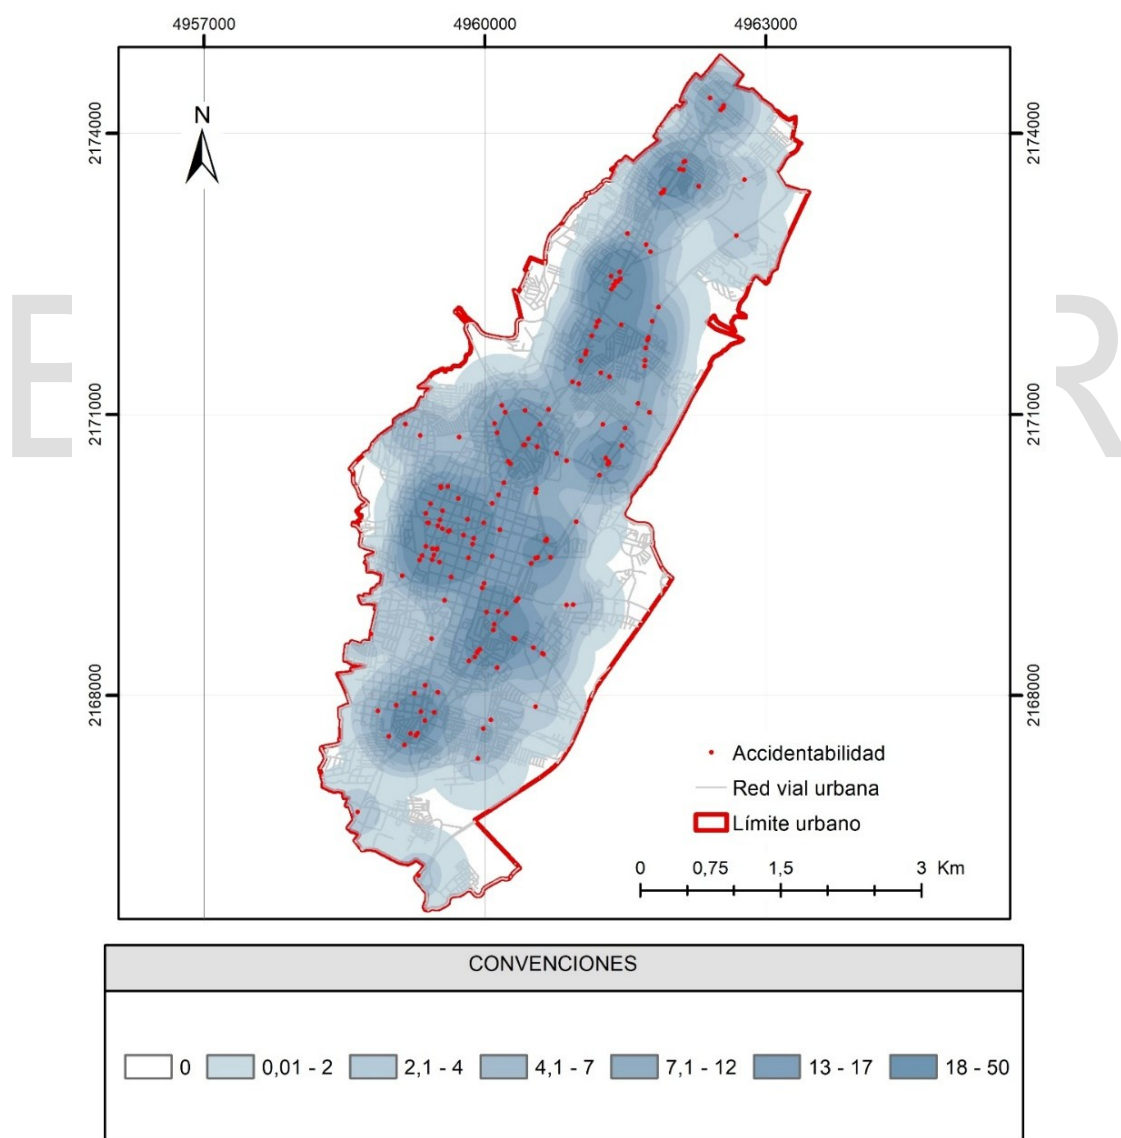 4957000 4960000 4963000
N
2174000 2174000
E R
2171000 2171000
2168000 2168000
Accidentabilidad
Red vial urbana
Límite urbano
0 0,75 1,5 3 Km
CONVENCIONES
0 0,01 - 2 2,1 - 4 4,1 - 7 7,1 - 12 13 - 17 18 - 50